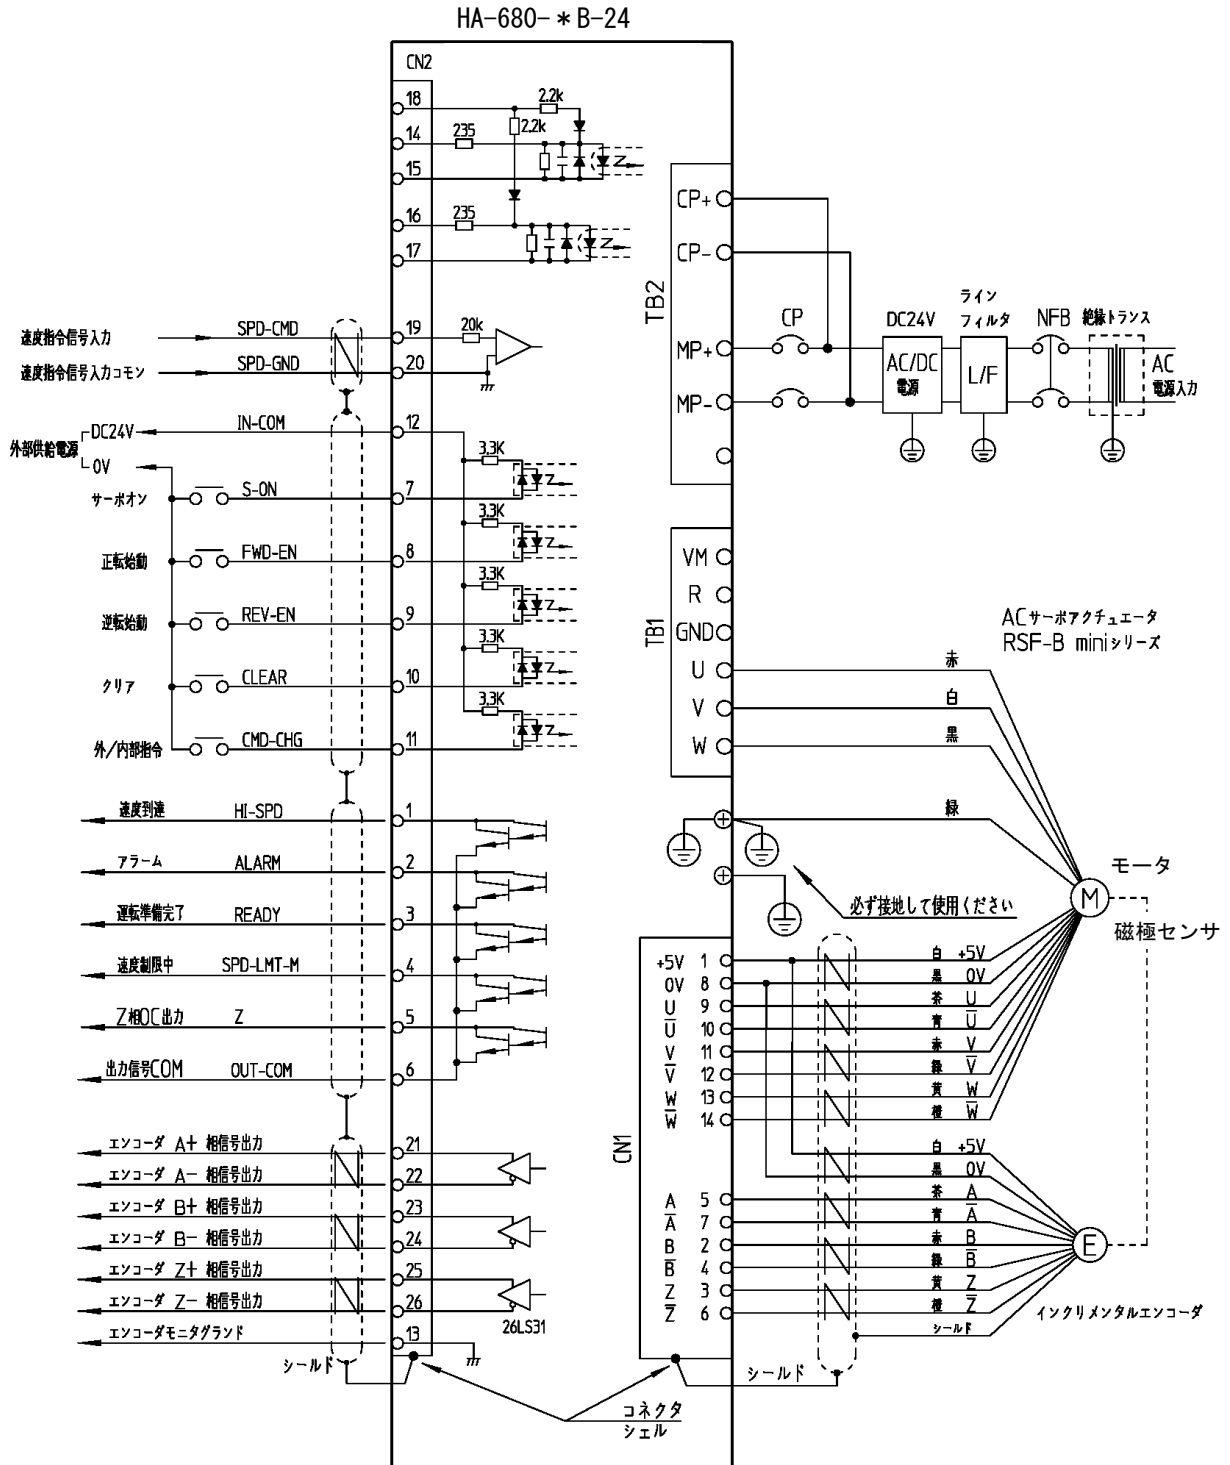 HA-680-＊B-24
CN2
18
2.2k
2.2k
14
235
15
16
235
17
速度指令信号入力
SPD-CMD
19
20k
速度指令信号入力コモン
SPD-GND
20
外部供給電源
DC24V
IN-COM
12
0V
3.3K
サーボオン
S-ON
7
3.3K
正転始動
FWD-EN
8
3.3K
逆転始動
REV-EN
9
3.3K
クリア
CLEAR
10
3.3K
外/内部指令
CMD-CHG
11
速度到達
HI-SPD
1
アラーム
ALARM
2
運転準備完了
READY
3
速度制限中
SPD-LMT-M
4
Z相OC出力
Z
5
出力信号COM
OUT-COM
6
エンコーダ A+ 相信号出力
21
エンコーダ A- 相信号出力
22
エンコーダ B+ 相信号出力
23
エンコーダ B- 相信号出力
24
エンコーダ Z+ 相信号出力
25
エンコーダ Z- 相信号出力
26
26LS31
エンコーダモニタグランド
13
シールド
コネクタ
シェル
TB2
CP+
CP-
MP+
MP-
CP
DC24V
AC/DC
電源
ライン
フィルタ
L/F
NFB
絶縁トランス
AC
電源入力
TB1
VM
R
GND
U
赤
V
白
W
黒
緑
ACサーボアクチュエータ
RSF-B miniシリーズ
必ず接地して使用ください
M
モータ
磁極センサ
CN1
+5V 1 白 +5V
0V 8 黒 0V
U 9 茶 U
U̅ 10 青 U̅
V 11 赤 V
V̅ 12 緑 V̅
W 13 黄 W
W̅ 14 橙 W̅
白 +5V
黒 0V
A 5 茶 A
A̅ 7 青 A̅
B 2 赤 B
B̅ 4 緑 B̅
Z 3 黄 Z
Z̅ 6 橙 Z̅
シールド
E
インクリメンタルエンコーダ
シールド